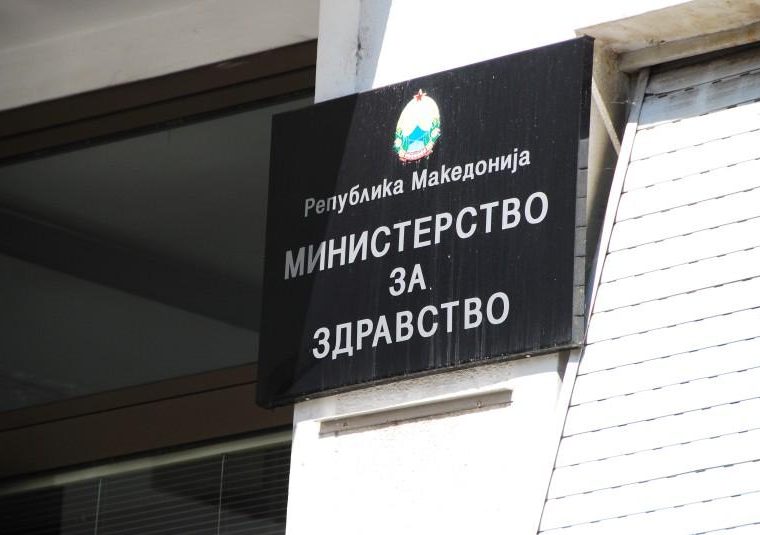 Република Македонија
МИНИСТЕРСТВО
ЗА
ЗДРАВСТВО